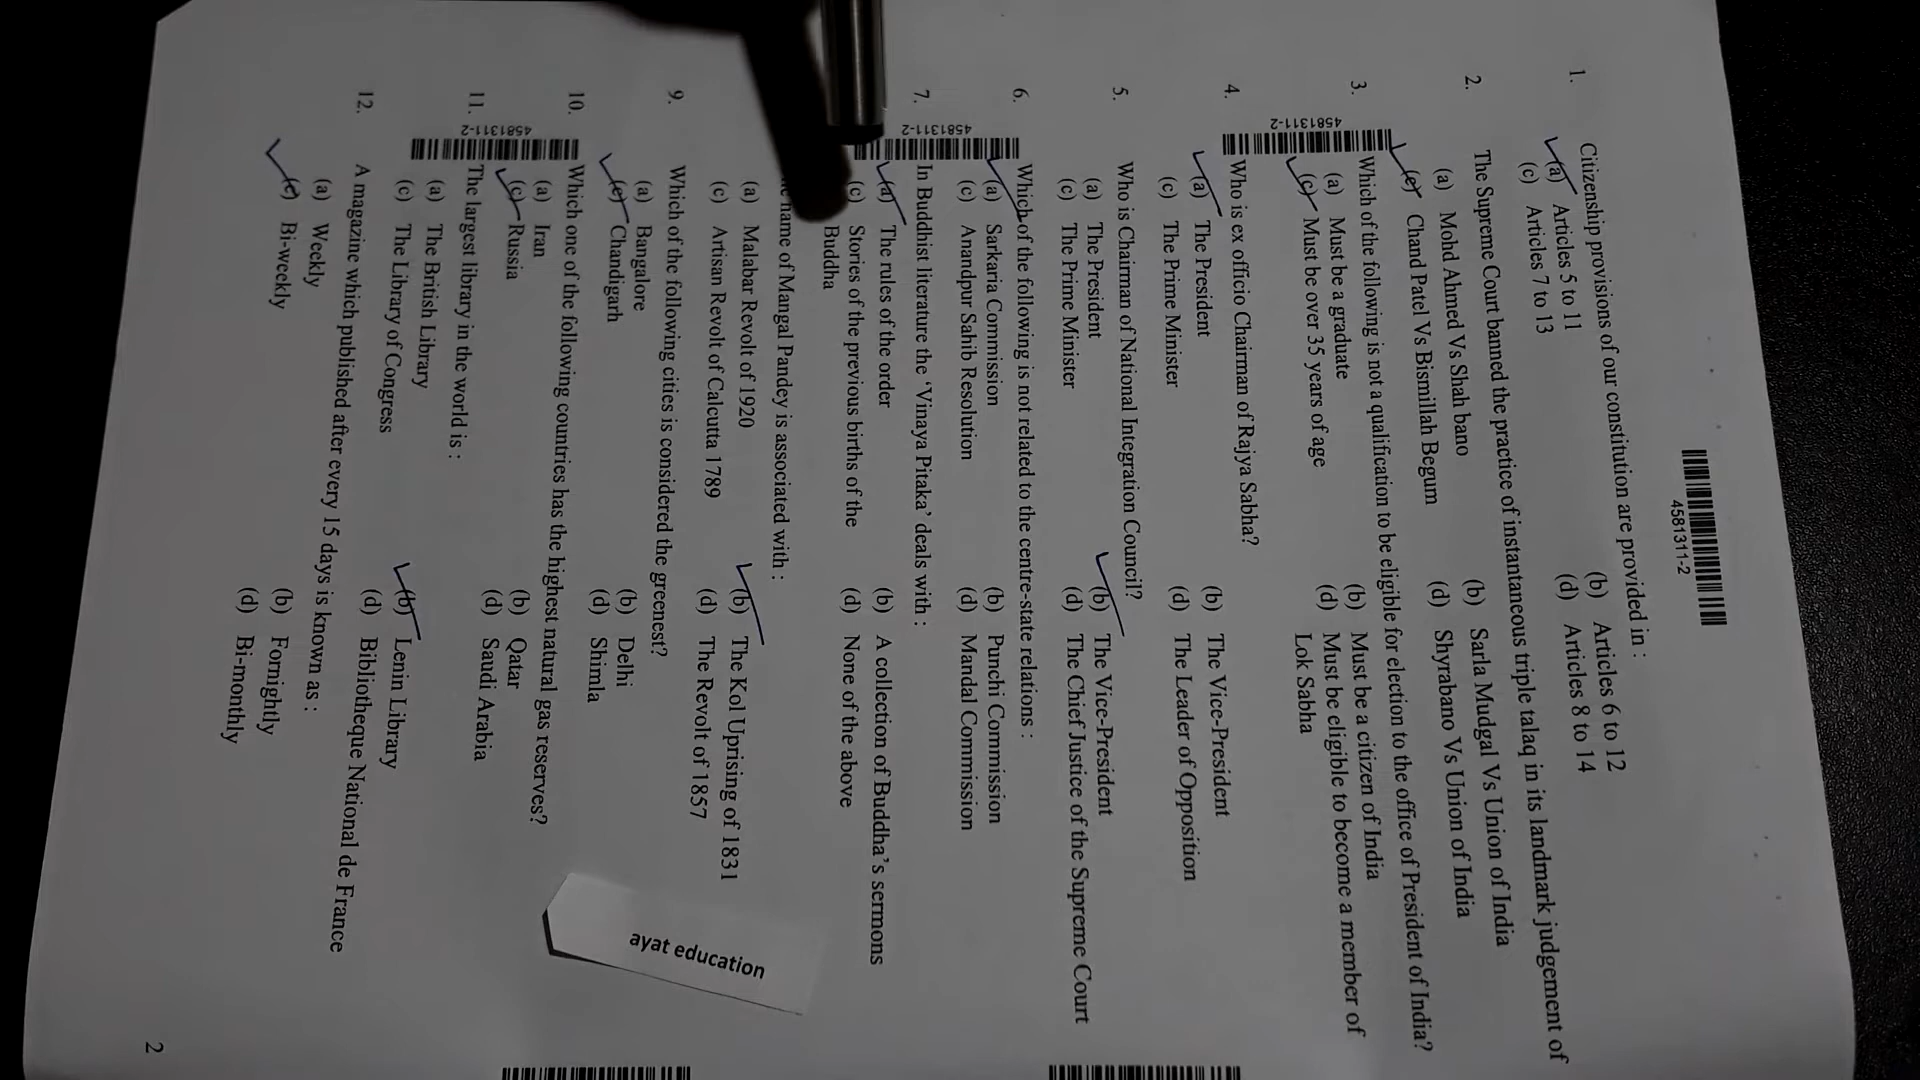 4581311-2
1. Citizenship provisions of our constitution are provided in :
(a) Articles 5 to 11 (b) Articles 6 to 12
(c) Articles 7 to 13 (d) Articles 8 to 14
2. The Supreme Court banned the practice of instantaneous triple talaq in its landmark judgement of
(a) Mohd Ahmed Vs Shah bano (b) Sarla Mudgal Vs Union of India
(c) Chand Patel Vs Bismillah Begum (d) Shyrabano Vs Union of India
3. Which of the following is not a qualification to be eligible for election to the office of President of India?
(a) Must be a graduate (b) Must be a citizen of India
(c) Must be over 35 years of age (d) Must be eligible to become a member of
Lok Sabha
4581311-2
4. Who is ex officio Chairman of Rajya Sabha?
(a) The President (b) The Vice-President
(c) The Prime Minister (d) The Leader of Opposition
5. Who is Chairman of National Integration Council?
(a) The President (b) The Vice-President
(c) The Prime Minister (d) The Chief Justice of the Supreme Court
6. Which of the following is not related to the centre-state relations :
(a) Sarkaria Commission (b) Punchi Commission
(c) Anandpur Sahib Resolution (d) Mandal Commission
4581311-2
7. In Buddhist literature the ‘Vinaya Pitaka’ deals with :
(a) The rules of the order (b) A collection of Buddha’s sermons
(c) Stories of the previous births of the (d) None of the above
Buddha
name of Mangal Pandey is associated with :
(a) Malabar Revolt of 1920 (b) The Kol Uprising of 1831
(c) Artisan Revolt of Calcutta 1789 (d) The Revolt of 1857
9. Which of the following cities is considered the greenest?
(a) Bangalore (b) Delhi
(c) Chandigarh (d) Shimla
10. Which one of the following countries has the highest natural gas reserves?
(a) Iran (b) Qatar
(c) Russia (d) Saudi Arabia
4581311-2
11. The largest library in the world is :
(a) The British Library (b) Lenin Library
(c) The Library of Congress (d) Bibliotheque National de France
12. A magazine which published after every 15 days is known as :
(a) Weekly (b) Fornightly
(c) Bi-weekly (d) Bi-monthly
ayat education
2